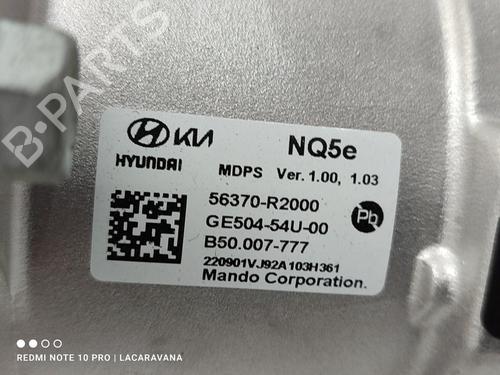 B-PARTS
KIA NQ5e
HYUNDAI MDPS Ver. 1.00, 1.03
56370-R2000
GE504-54U-00
Pb
B50.007-777
220901VJ92A103H361
Mando Corporation.
REDMI NOTE 10 PRO | LACARAVANA